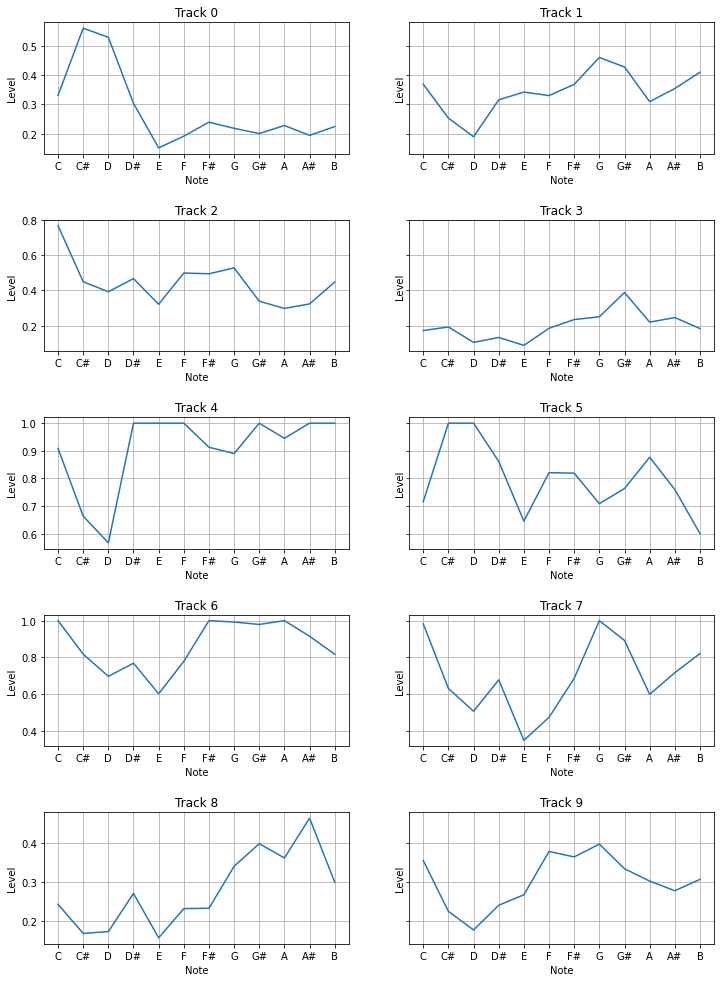 Track 0 Track 1
0.5
0.4
0.3
0.2
Level Level
C C# D D# E F F# G G# A A# B C C# D D# E F F# G G# A A# B
Note Note
Track 2 Track 3
0.8
0.6
0.4
0.2
Level Level
C C# D D# E F F# G G# A A# B C C# D D# E F F# G G# A A# B
Note Note
Track 4 Track 5
1.0
0.9
0.8
0.7
0.6
Level Level
C C# D D# E F F# G G# A A# B C C# D D# E F F# G G# A A# B
Note Note
Track 6 Track 7
1.0
0.8
0.6
0.4
Level Level
C C# D D# E F F# G G# A A# B C C# D D# E F F# G G# A A# B
Note Note
Track 8 Track 9
0.4
0.3
0.2
Level Level
C C# D D# E F F# G G# A A# B C C# D D# E F F# G G# A A# B
Note Note